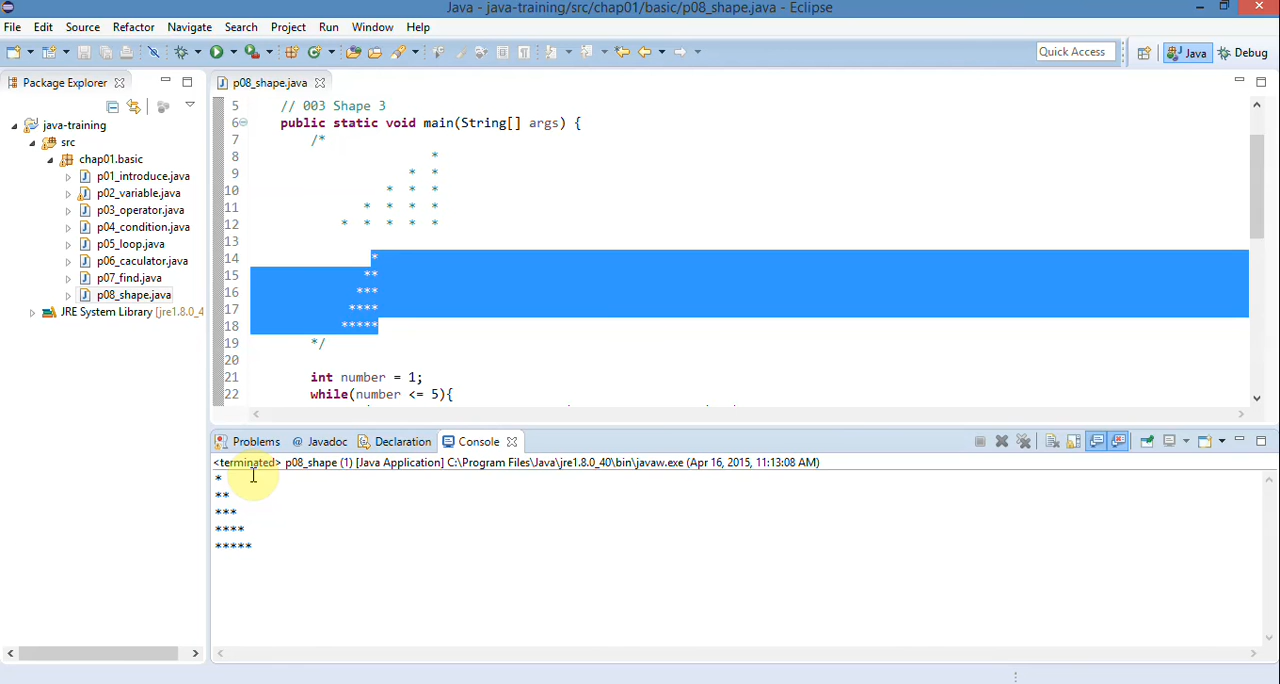 Java - java-training/src/chap01/basic/p08_shape.java - Eclipse
File Edit Source Refactor Navigate Search Project Run Window Help
Quick Access Java Debug
Package Explorer
java-training
src
chap01.basic
p01_introduce.java
p02_variable.java
p03_operator.java
p04_condition.java
p05_loop.java
p06_caculator.java
p07_find.java
p08_shape.java
JRE System Library [jre1.8.0_4
p08_shape.java
5 // 003 Shape 3
6 public static void main(String[] args) {
7 /*
8 *
9 * *
10 * * *
11 * * * *
12 * * * * *
13
14 *
15 **
16 ***
17 ****
18 *****
19 */
20
21 int number = 1;
22 while(number <= 5){
Problems @ Javadoc Declaration Console
<terminated> p08_shape (1) [Java Application] C:\Program Files\Java\jre1.8.0_40\bin\javaw.exe (Apr 16, 2015, 11:13:08 AM)
*
**
***
****
*****